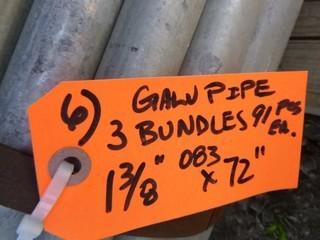 6) GALV PIPE
3 BUNDLES 91 PCS EA.
1 3/8" .083 x 72"